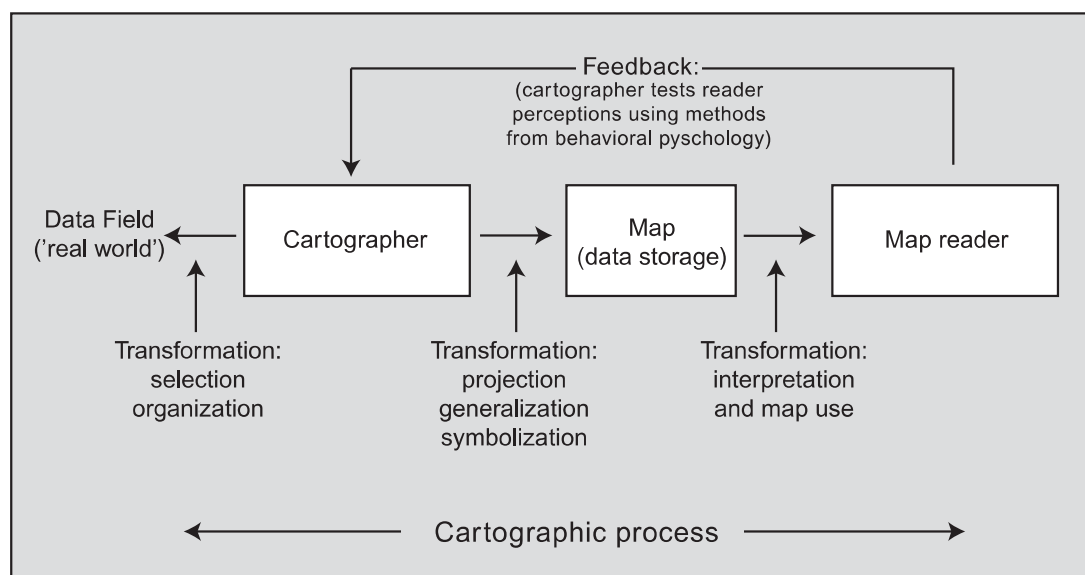 Feedback:
(cartographer tests reader
perceptions using methods
from behavioral pyschology)
Data Field
('real world')
Cartographer
Map
(data storage)
Map reader
Transformation:
selection
organization
Transformation:
projection
generalization
symbolization
Transformation:
interpretation
and map use
Cartographic process